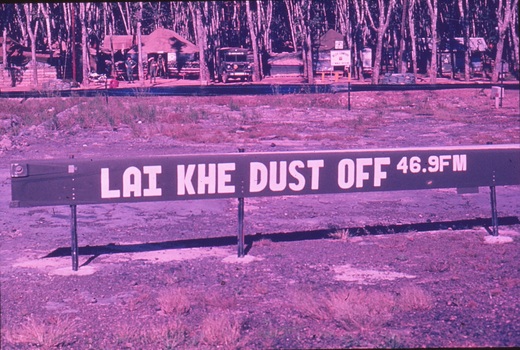 LAI KHE DUST OFF 46.9FM